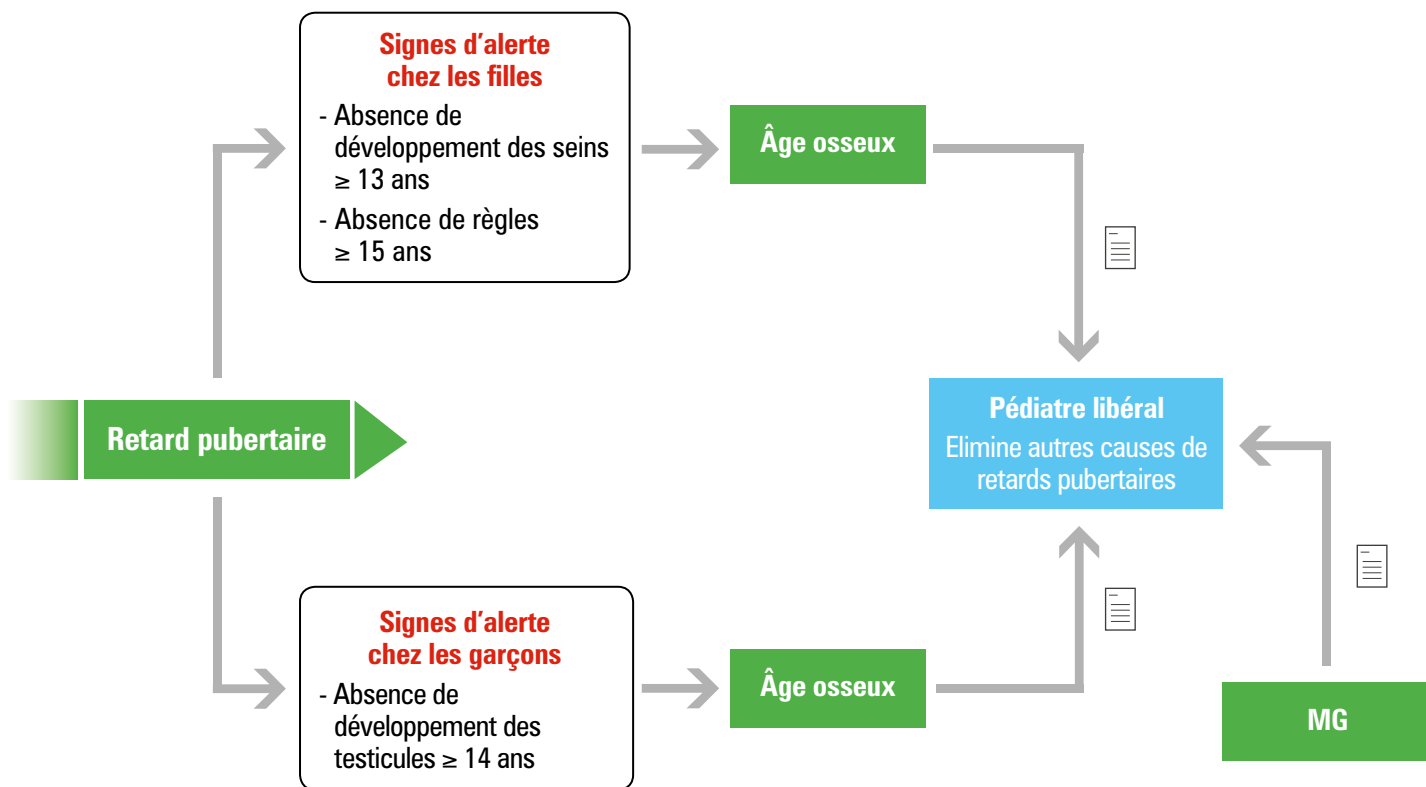 Signes d’alerte
chez les filles
- Absence de
développement des seins
≥ 13 ans
- Absence de règles
≥ 15 ans
Âge osseux
Retard pubertaire
Pédiatre libéral
Elimine autres causes de
retards pubertaires
Signes d’alerte
chez les garçons
- Absence de
développement des
testicules ≥ 14 ans
Âge osseux
MG